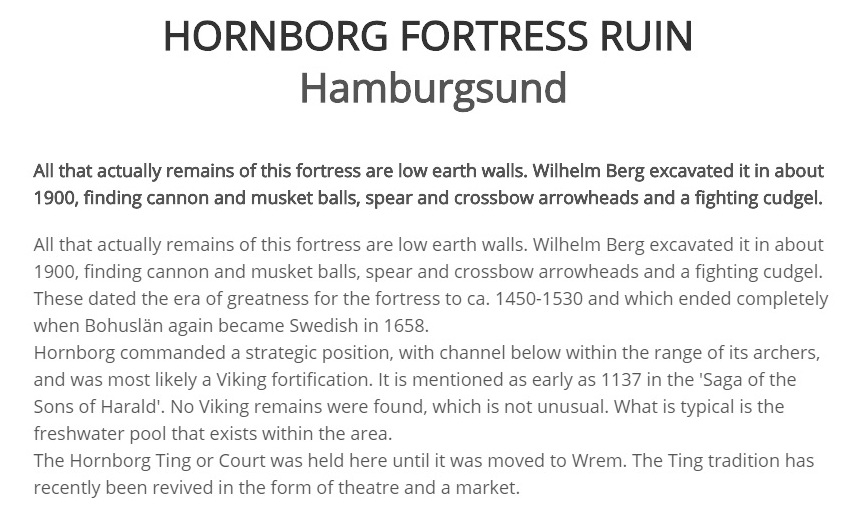 HORNBORG FORTRESS RUIN
Hamburgsund
All that actually remains of this fortress are low earth walls. Wilhelm Berg excavated it in about
1900, finding cannon and musket balls, spear and crossbow arrowheads and a fighting cudgel.
All that actually remains of this fortress are low earth walls. Wilhelm Berg excavated it in about
1900, finding cannon and musket balls, spear and crossbow arrowheads and a fighting cudgel.
These dated the era of greatness for the fortress to ca. 1450-1530 and which ended completely
when Bohuslän again became Swedish in 1658.
Hornborg commanded a strategic position, with channel below within the range of its archers,
and was most likely a Viking fortification. It is mentioned as early as 1137 in the 'Saga of the
Sons of Harald'. No Viking remains were found, which is not unusual. What is typical is the
freshwater pool that exists within the area.
The Hornborg Ting or Court was held here until it was moved to Wrem. The Ting tradition has
recently been revived in the form of theatre and a market.